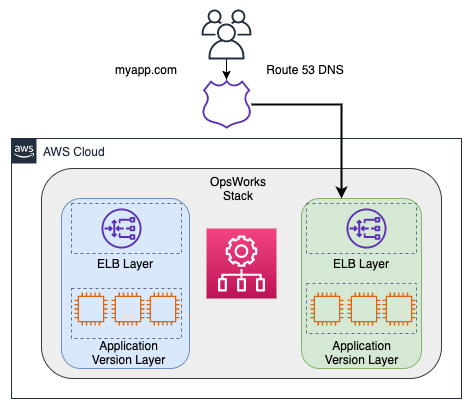 myapp.com
Route 53 DNS
aws
AWS Cloud
OpsWorks
Stack
ELB Layer
ELB Layer
Application
Version Layer
Application
Version Layer